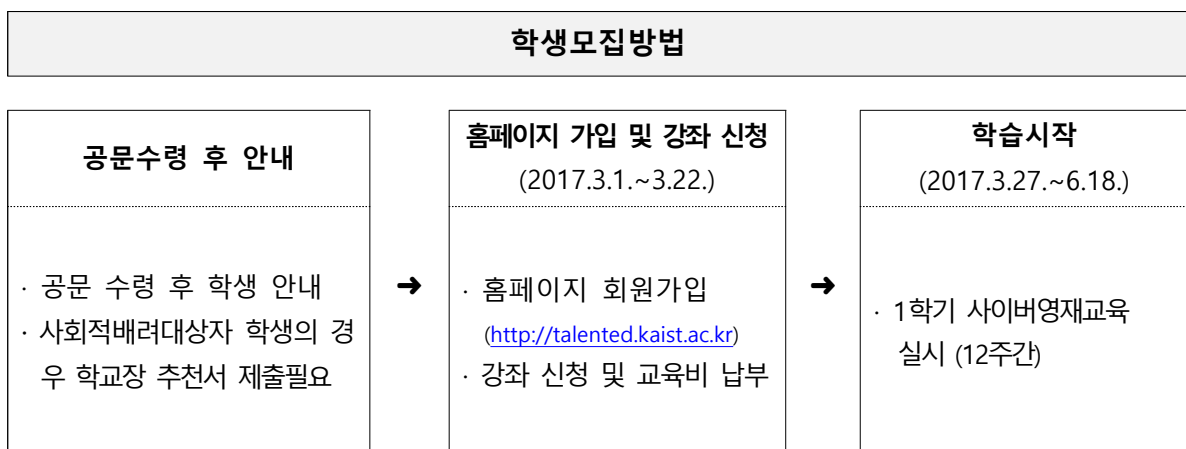 학생모집방법
공문수령 후 안내
· 공문 수령 후 학생 안내
· 사회적배려대상자 학생의 경
우 학교장 추천서 제출필요
➜
홈페이지 가입 및 강좌 신청
(2017.3.1.~3.22.)
· 홈페이지 회원가입
(http://talented.kaist.ac.kr)
· 강좌 신청 및 교육비 납부
➜
학습시작
(2017.3.27.~6.18.)
· 1학기 사이버영재교육
실시 (12주간)